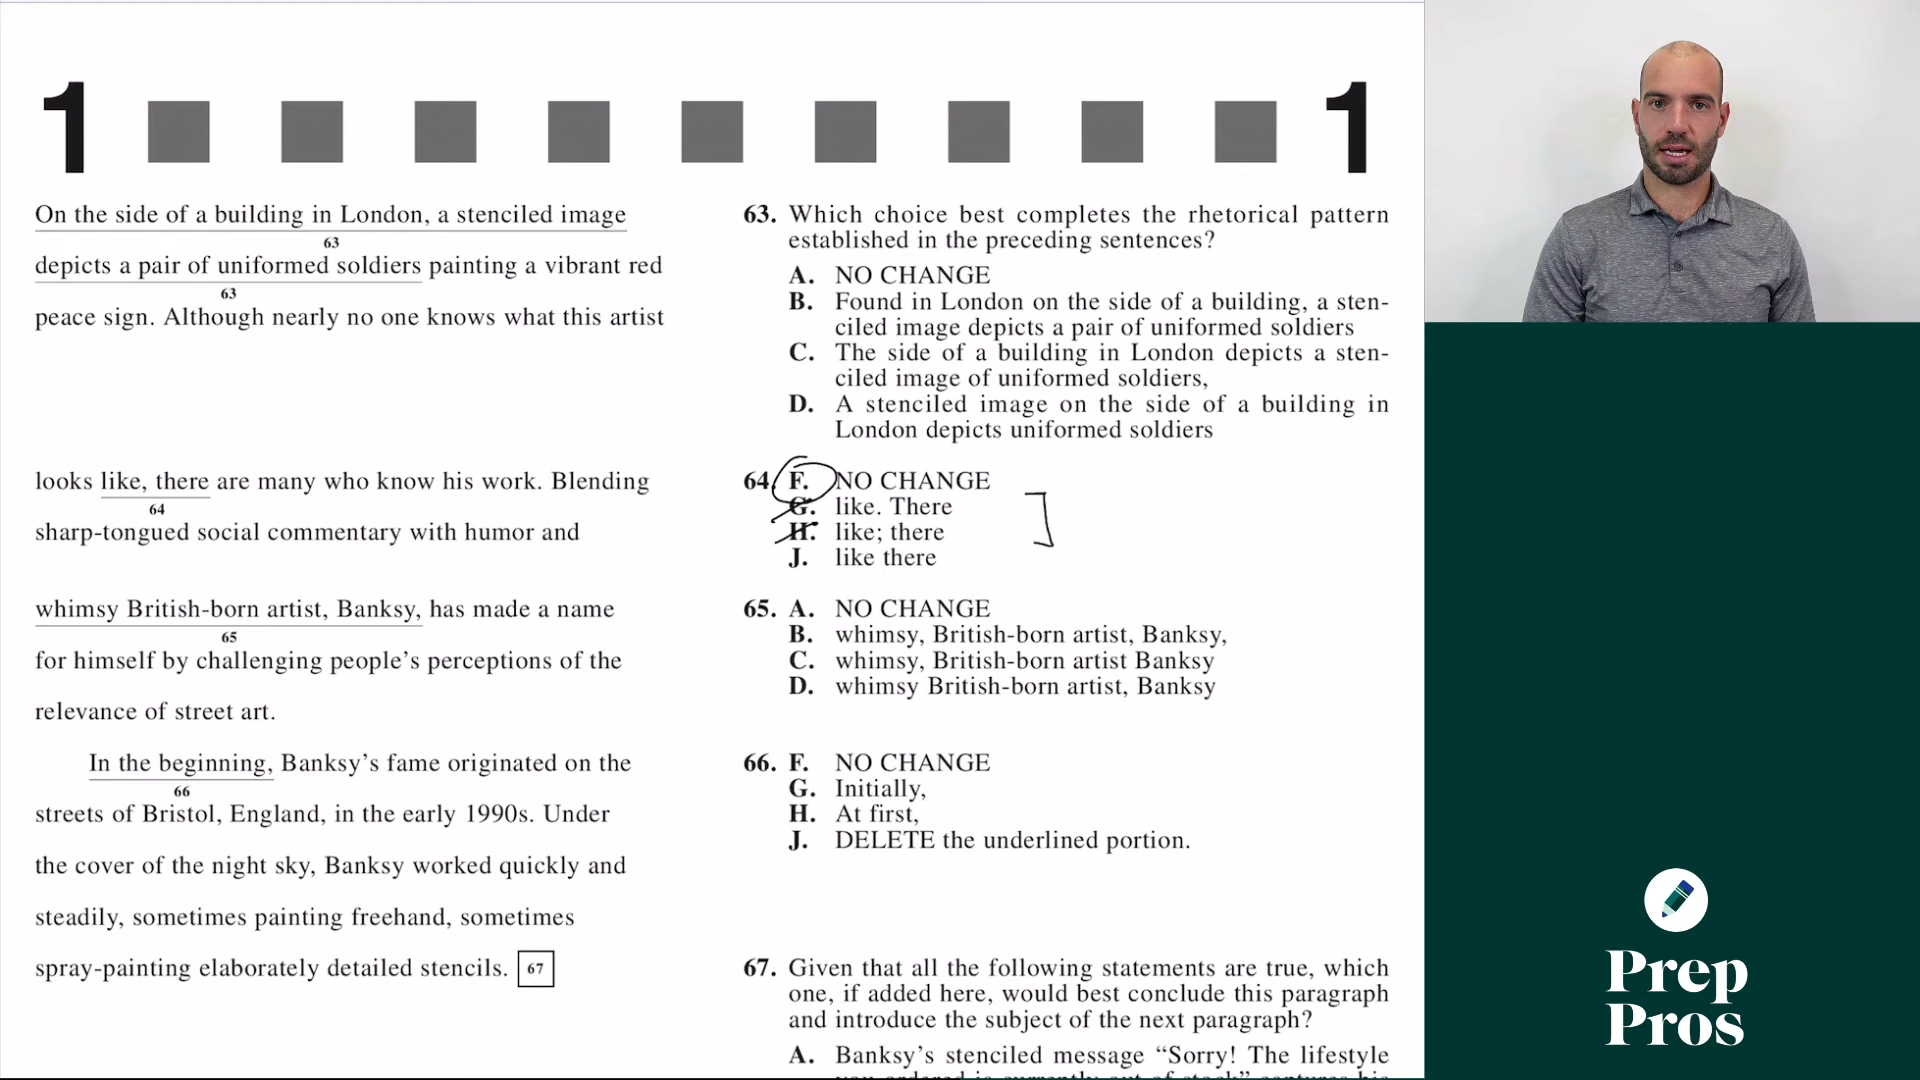 1 1
On the side of a building in London, a stenciled image
63
depicts a pair of uniformed soldiers painting a vibrant red
63
peace sign. Although nearly no one knows what this artist
looks like, there are many who know his work. Blending
64
sharp-tongued social commentary with humor and
whimsy British-born artist, Banksy, has made a name
65
for himself by challenging people’s perceptions of the
relevance of street art.
In the beginning, Banksy’s fame originated on the
66
streets of Bristol, England, in the early 1990s. Under
the cover of the night sky, Banksy worked quickly and
steadily, sometimes painting freehand, sometimes
spray-painting elaborately detailed stencils. 67
63. Which choice best completes the rhetorical pattern
established in the preceding sentences?
A. NO CHANGE
B. Found in London on the side of a building, a sten-
ciled image depicts a pair of uniformed soldiers
C. The side of a building in London depicts a sten-
ciled image of uniformed soldiers,
D. A stenciled image on the side of a building in
London depicts uniformed soldiers
64. F. NO CHANGE
G. like. There
H. like; there
J. like there
65. A. NO CHANGE
B. whimsy, British-born artist, Banksy,
C. whimsy, British-born artist Banksy
D. whimsy British-born artist, Banksy
66. F. NO CHANGE
G. Initially,
H. At first,
J. DELETE the underlined portion.
67. Given that all the following statements are true, which
one, if added here, would best conclude this paragraph
and introduce the subject of the next paragraph?
A. Banksy’s stenciled message “Sorry! The lifestyle
Prep
Pros